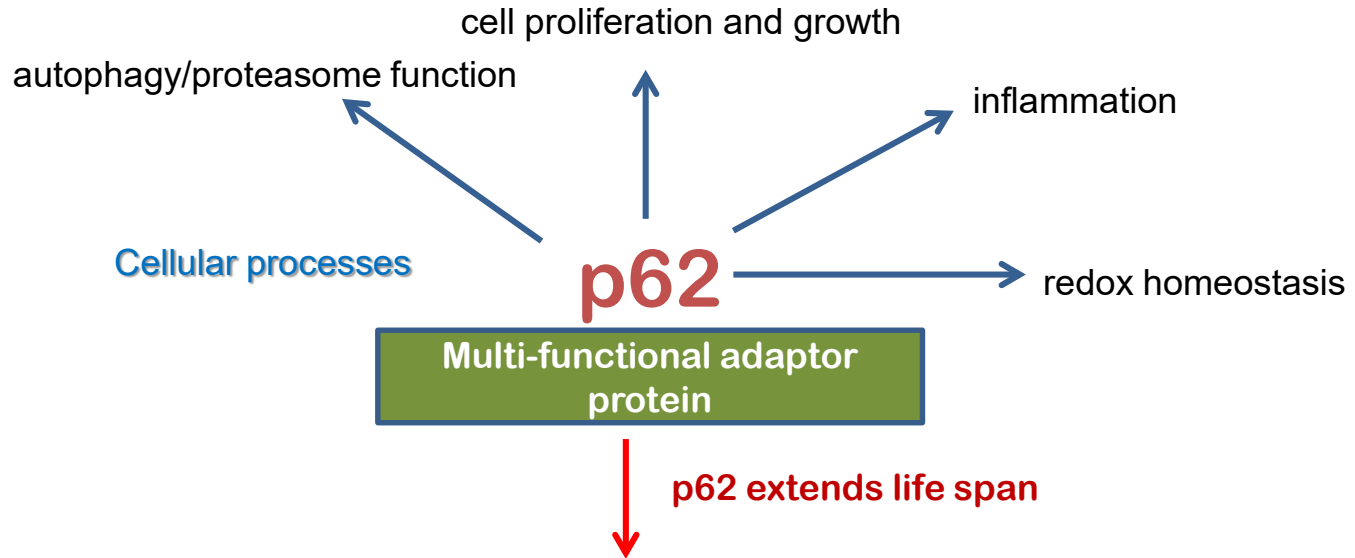 cell proliferation and growth
autophagy/proteasome function
inflammation
Cellular processes
p62
redox homeostasis
Multi-functional adaptor
protein
p62 extends life span